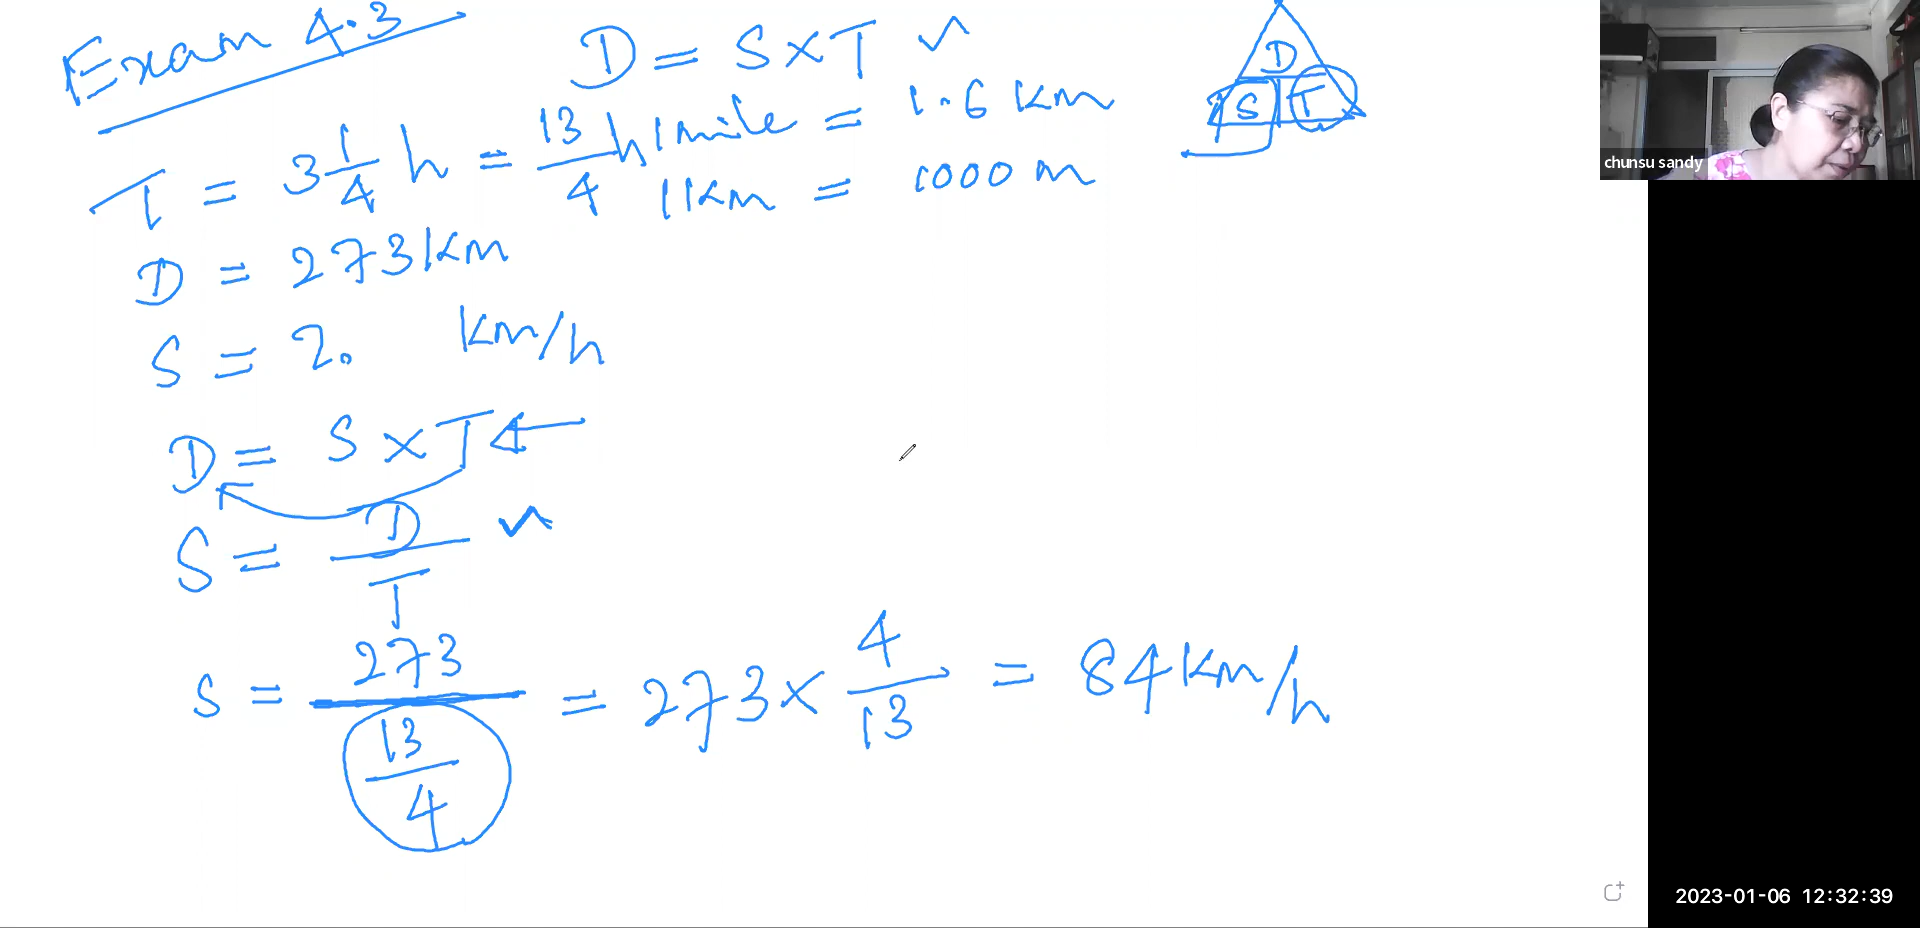 Exam 4.3
D = S × T
D
S T
1 mile = 1.6 km
T = 3 1/4 h = 13/4 h
1 km = 1000 m
D = 273 km
S = ? km/h
D = S × T
S = D/T
S = 273/(13/4) = 273 × 4/13 = 84 km/h
chunsu sandy
2023-01-06 12:32:39